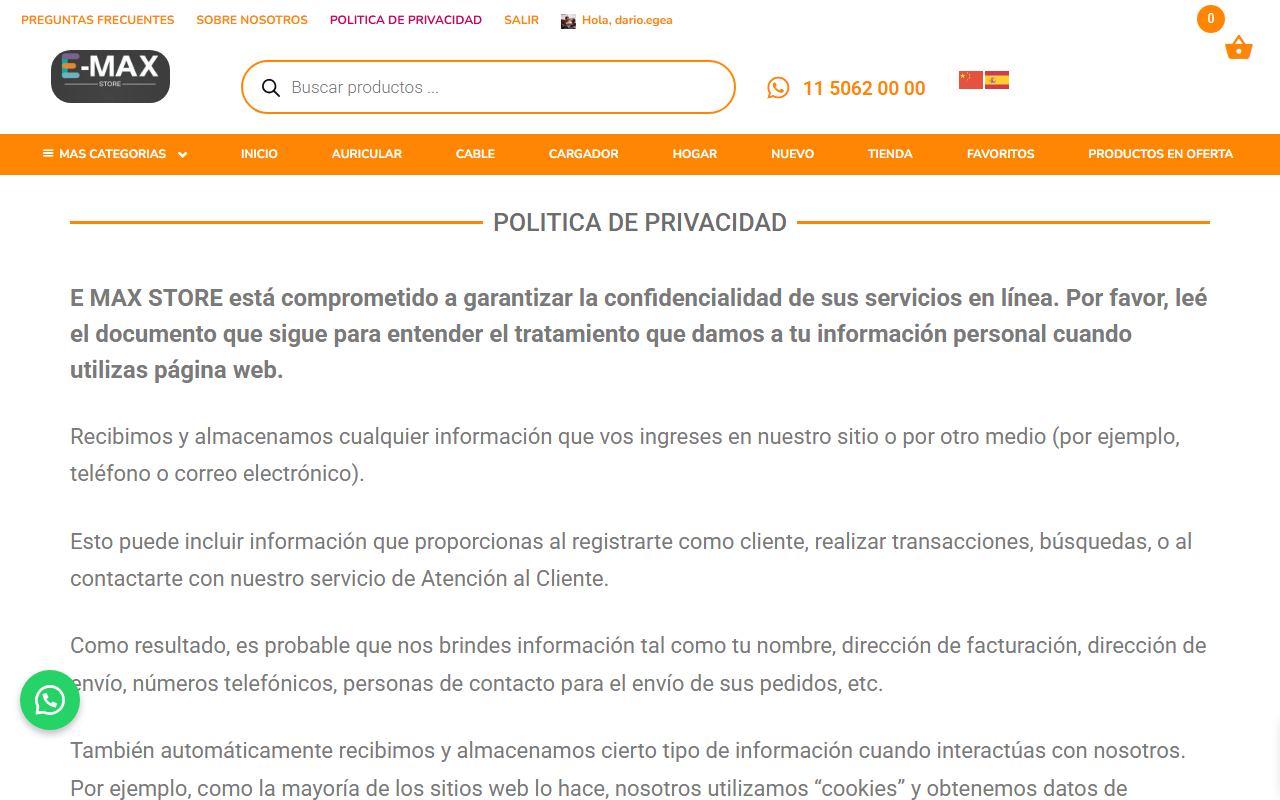 PREGUNTAS FRECUENTES SOBRE NOSOTROS POLITICA DE PRIVACIDAD SALIR Hola, dario.egea 0
E-MAX
STORE
Buscar productos ...
11 5062 00 00
MAS CATEGORIAS INICIO AURICULAR CABLE CARGADOR HOGAR NUEVO TIENDA FAVORITOS PRODUCTOS EN OFERTA
POLITICA DE PRIVACIDAD
E MAX STORE está comprometido a garantizar la confidencialidad de sus servicios en línea. Por favor, leé
el documento que sigue para entender el tratamiento que damos a tu información personal cuando
utilizas página web.
Recibimos y almacenamos cualquier información que vos ingreses en nuestro sitio o por otro medio (por ejemplo,
teléfono o correo electrónico).
Esto puede incluir información que proporcionas al registrarte como cliente, realizar transacciones, búsquedas, o al
contactarte con nuestro servicio de Atención al Cliente.
Como resultado, es probable que nos brindes información tal como tu nombre, dirección de facturación, dirección de
envío, números telefónicos, personas de contacto para el envío de sus pedidos, etc.
También automáticamente recibimos y almacenamos cierto tipo de información cuando interactúas con nosotros.
Por ejemplo, como la mayoría de los sitios web lo hace, nosotros utilizamos “cookies” y obtenemos datos de